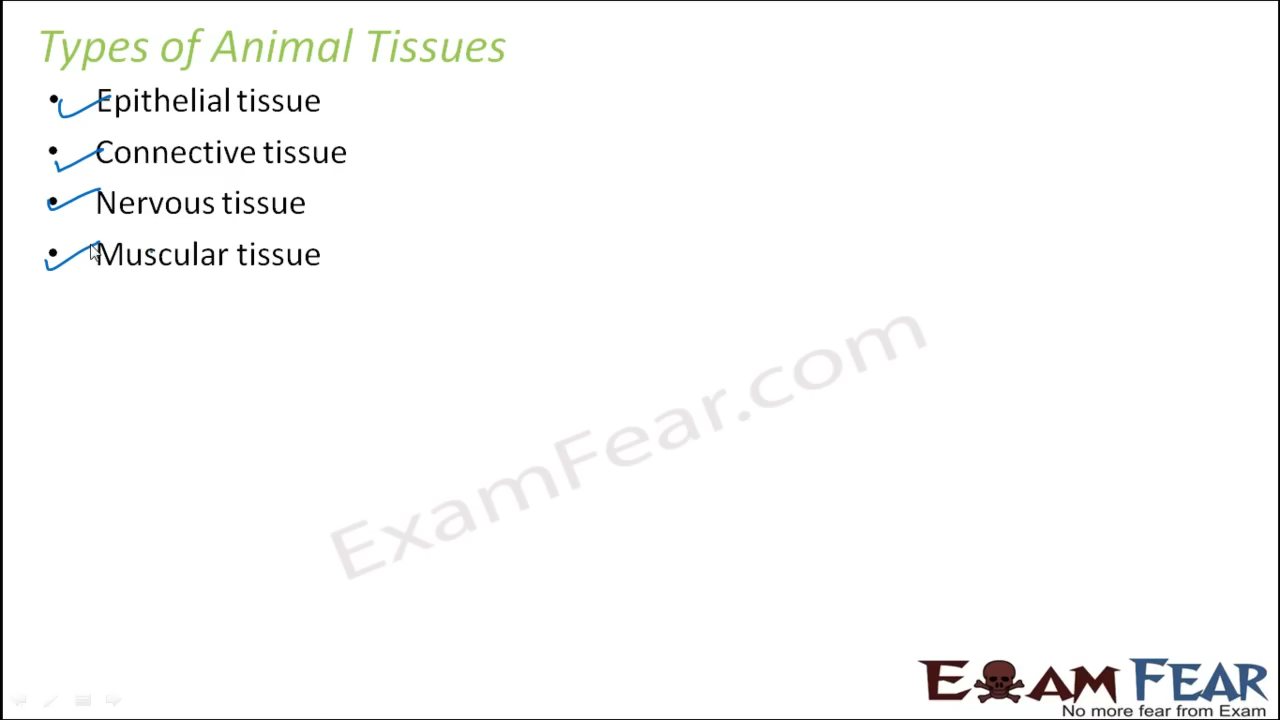 Types of Animal Tissues
• Epithelial tissue
• Connective tissue
• Nervous tissue
• Muscular tissue
ExamFear.com
EXAM FEAR
No more fear from Exam